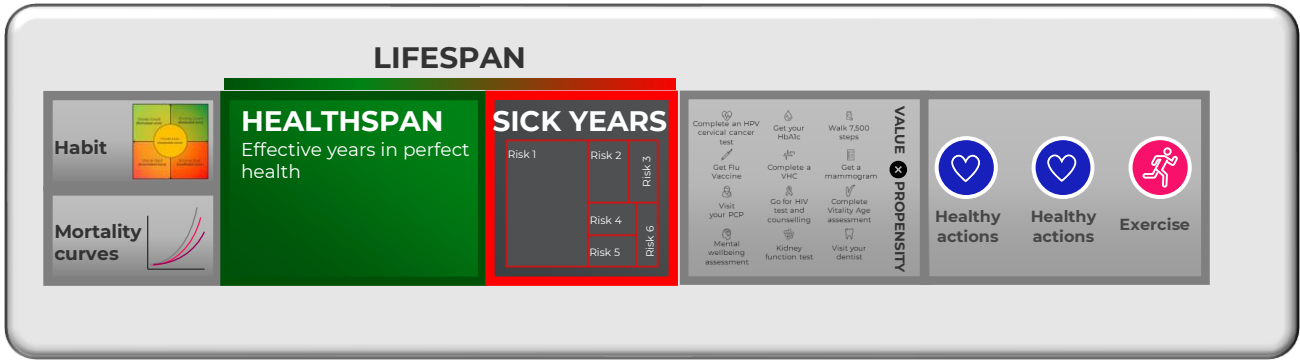 LIFESPAN
Habit
Mortality
curves
HEALTHSPAN
Effective years in perfect
health
SICK YEARS
Risk 1
Risk 2
Risk 3
Risk 4
Risk 5
Risk 6
Complete an HPV
cervical cancer
test
Get your
HbA1c
Walk 7,500
steps
Get Flu
Vaccine
Complete a
VHC
Get a
mammogram
Visit
your PCP
Go for HIV
test and
counselling
Complete
Vitality Age
assessment
Mental
wellbeing
assessment
Kidney
function test
Visit your
dentist
VALUE
PROPENSITY
Healthy
actions
Healthy
actions
Exercise